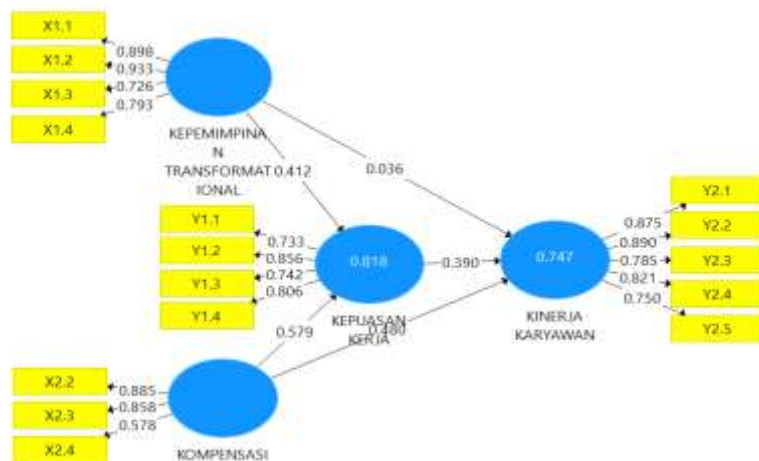 X1.1
X1.2
X1.3
X1.4
0.898
0.933
0.726
0.793
KEPEMIMPINA
N
TRANSFORMAT
IONAL
0.412
0.036
Y1.1
Y1.2
Y1.3
Y1.4
0.733
0.856
0.742
0.806
0.818
KEPUASAN
KERJA
0.390
0.579
0.480
0.747
KINERJA
KARYAWAN
0.875
0.890
0.785
0.821
0.750
Y2.1
Y2.2
Y2.3
Y2.4
Y2.5
X2.2
X2.3
X2.4
0.885
0.858
0.578
KOMPENSASI